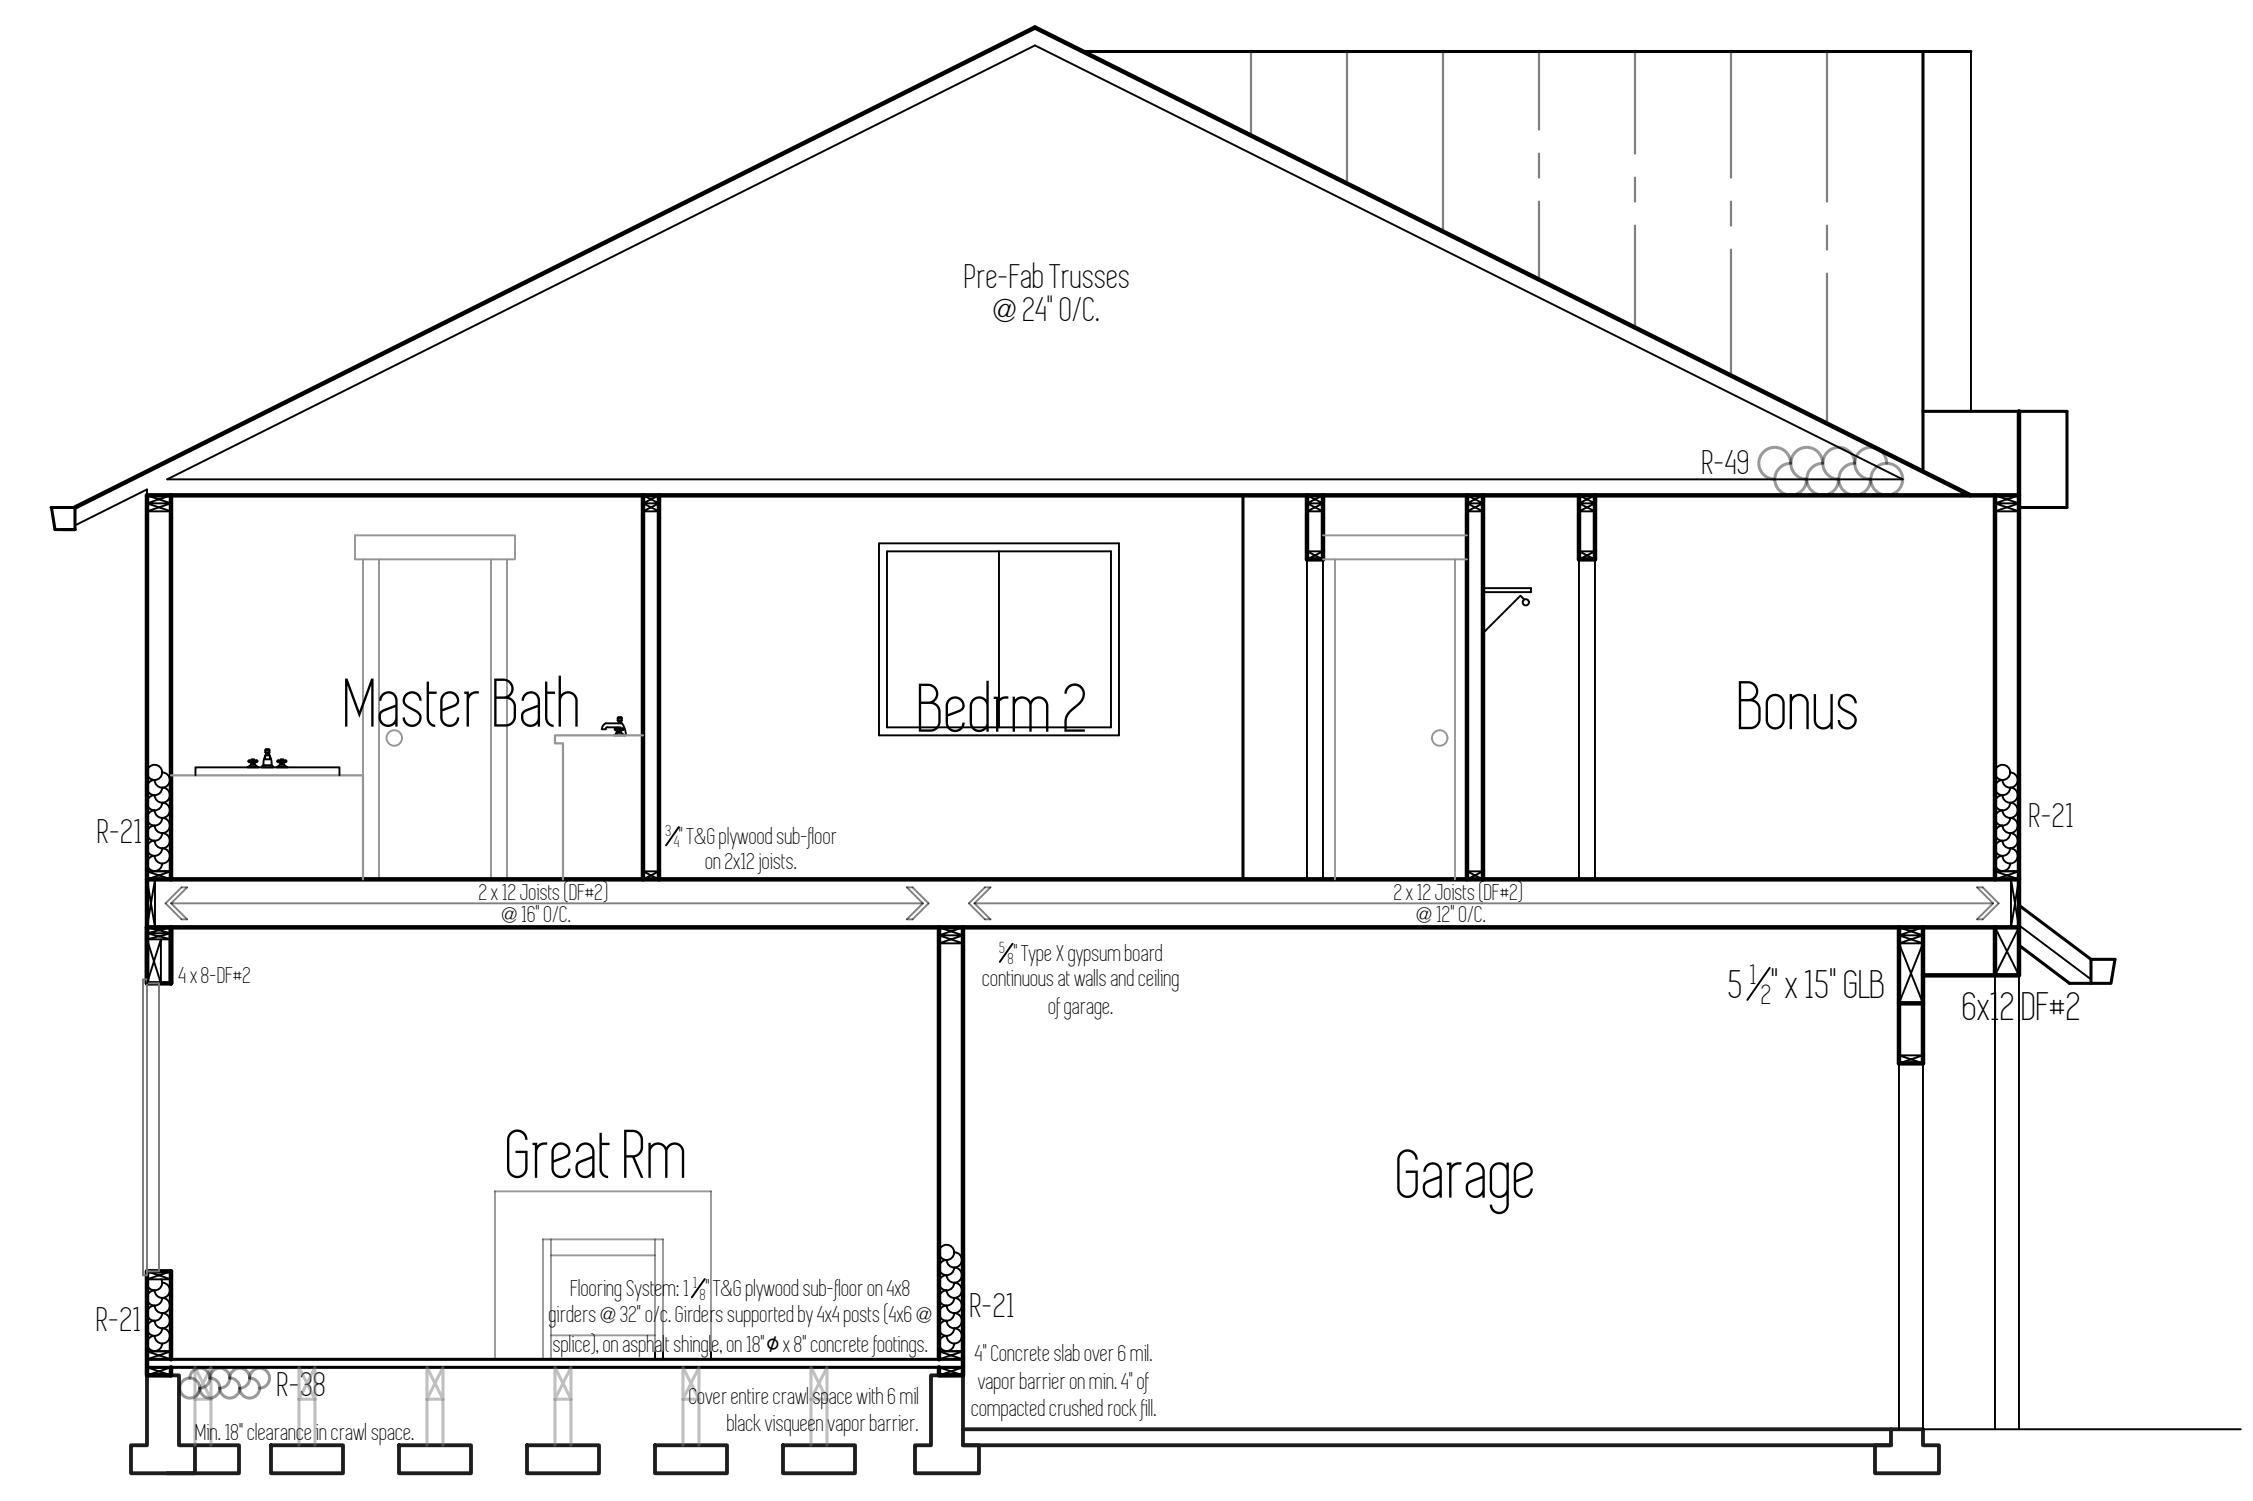 Pre-Fab Trusses
@ 24" O/C.
R-49
Master Bath
Bedrm 2
Bonus
R-21
3/4" T&G plywood sub-floor
on 2x12 joists.
R-21
2 x 12 Joists (DF#2)
@ 16" O/C.
2 x 12 Joists (DF#2)
@ 12" O/C.
4 x 8-DF#2
5/8" Type X gypsum board
continuous at walls and ceiling
of garage.
5 1/2" x 15" GLB
6x12 DF#2
Great Rm
Garage
R-21
Flooring System: 1 1/8" T&G plywood sub-floor on 4x8
girders @ 32" o/c. Girders supported by 4x4 posts (4x6 @
splice), on asphalt shingle, on 18" Ø x 8" concrete footings.
R-21
4" Concrete slab over 6 mil.
vapor barrier on min. 4" of
compacted crushed rock fill.
R-38
Cover entire crawl space with 6 mil
black visqueen vapor barrier.
Min. 18" clearance in crawl space.